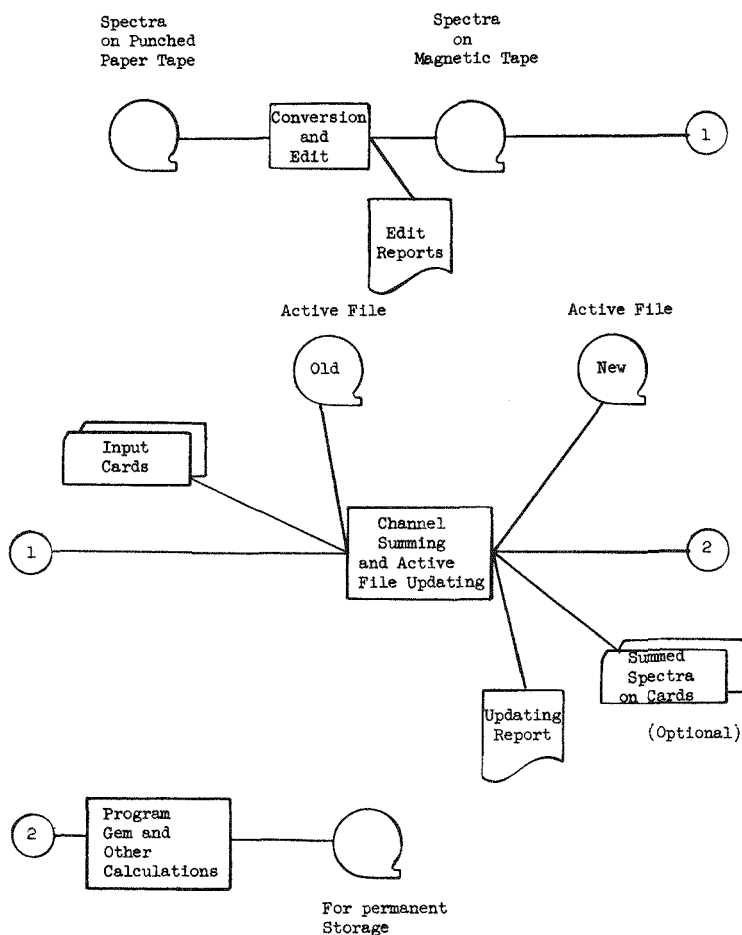 Spectra
on Punched
Paper Tape
Spectra
on
Magnetic Tape
Conversion
and
Edit
1
Edit
Reports
Active File
Active File
Old
New
Input
Cards
1
Channel
Summing
and Active
File Updating
2
Summed
Spectra
on Cards
(Optional)
Updating
Report
2
Program
Gem and
Other
Calculations
For permanent
Storage